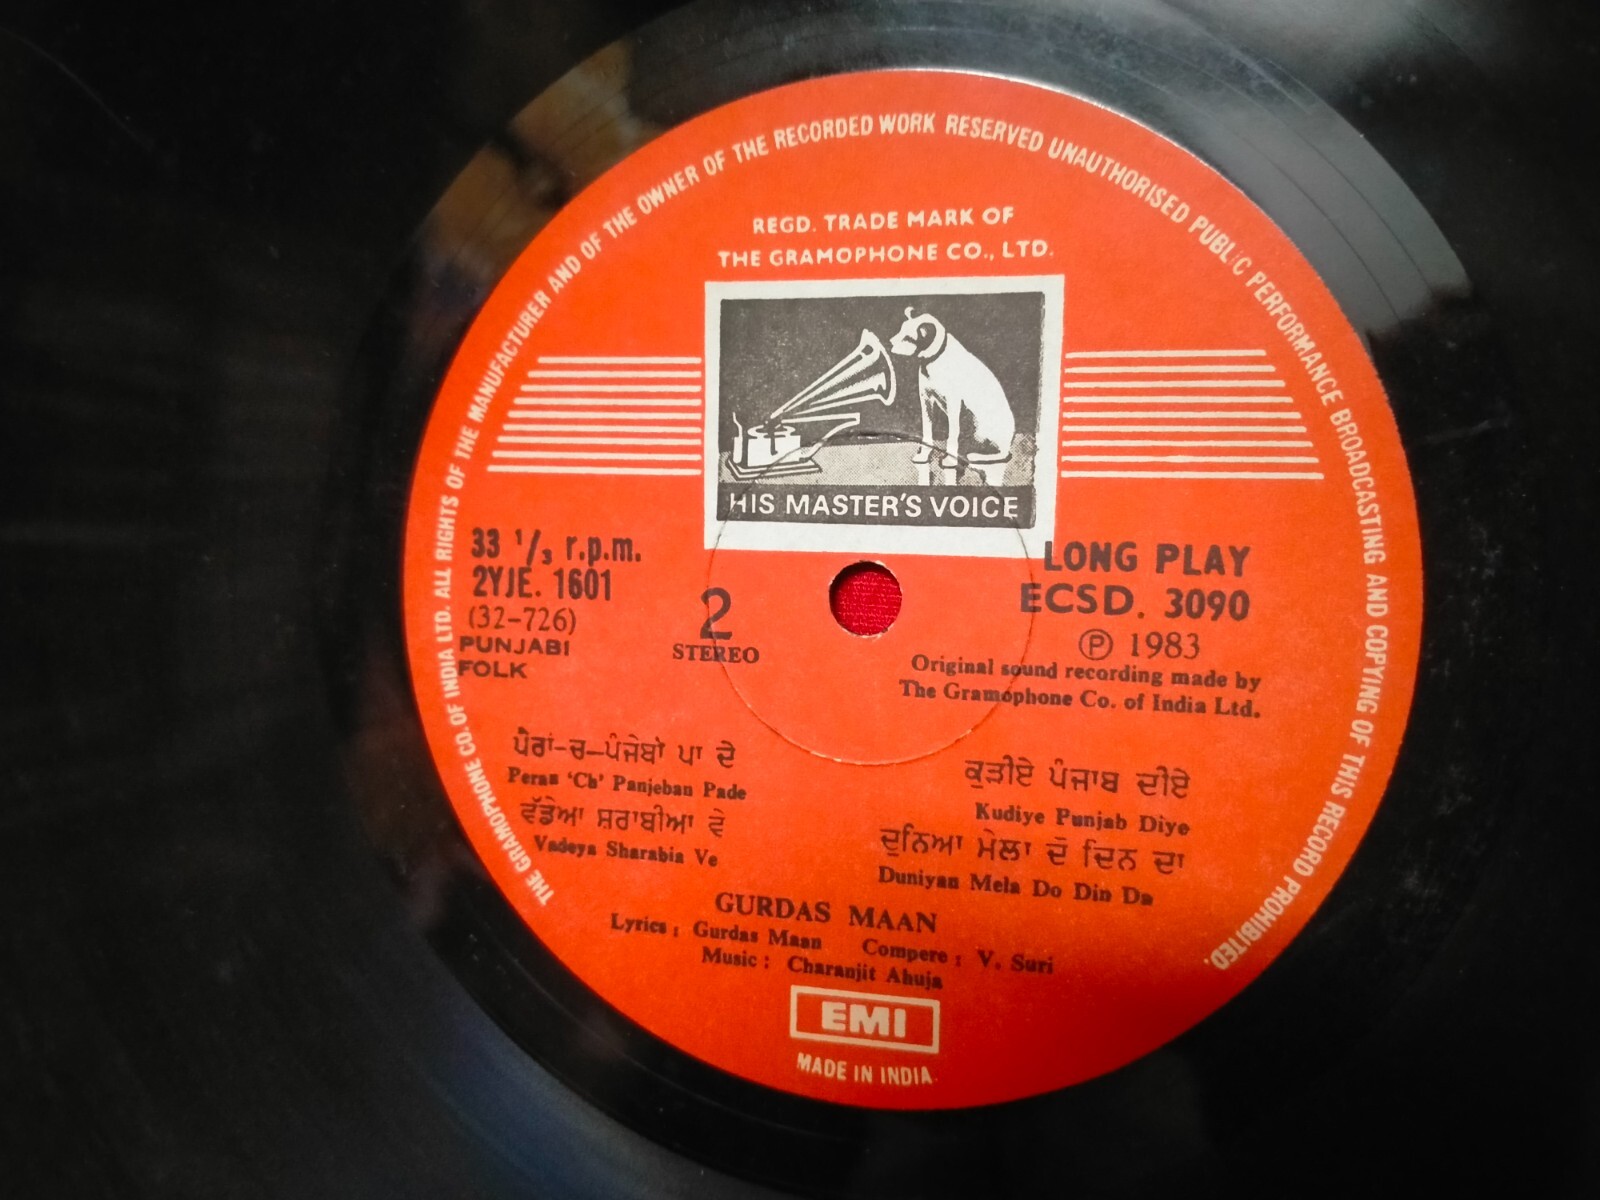 THE GRAMOPHONE CO. OF INDIA LTD. ALL RIGHTS OF THE MANUFACTURER AND OF THE OWNER OF THE RECORDED WORK RESERVED UNAUTHORISED PUBLIC PERFORMANCE BROADCASTING AND COPYING OF THIS RECORD PROHIBITED.
REGD. TRADE MARK OF
THE GRAMOPHONE CO., LTD.
HIS MASTER'S VOICE
33 1/3 r.p.m.
2YJE. 1601
(32-726)
PUNJABI
FOLK
2
STEREO
LONG PLAY
ECSD. 3090
Ⓟ 1983
Original sound recording made by
The Gramophone Co. of India Ltd.
ਪੈਰਾਂ-ਚ-ਪੰਜੇਬਾਂ ਪਾ ਦੇ
Peran 'Ch' Panjeban Pade
ਵੱਡੇਆ ਸ਼ਰਾਬੀਆ ਵੇ
Vadeya Sharabia Ve
ਕੁੜੀਏ ਪੰਜਾਬ ਦੀਏ
Kudiye Punjab Diye
ਦੁਨਿਆ ਮੇਲਾ ਦੋ ਦਿਨ ਦਾ
Duniyan Mela Do Din Da
GURDAS MAAN
Lyrics : Gurdas Maan Compere : V. Suri
Music : Charanjit Ahuja
EMI
MADE IN INDIA.